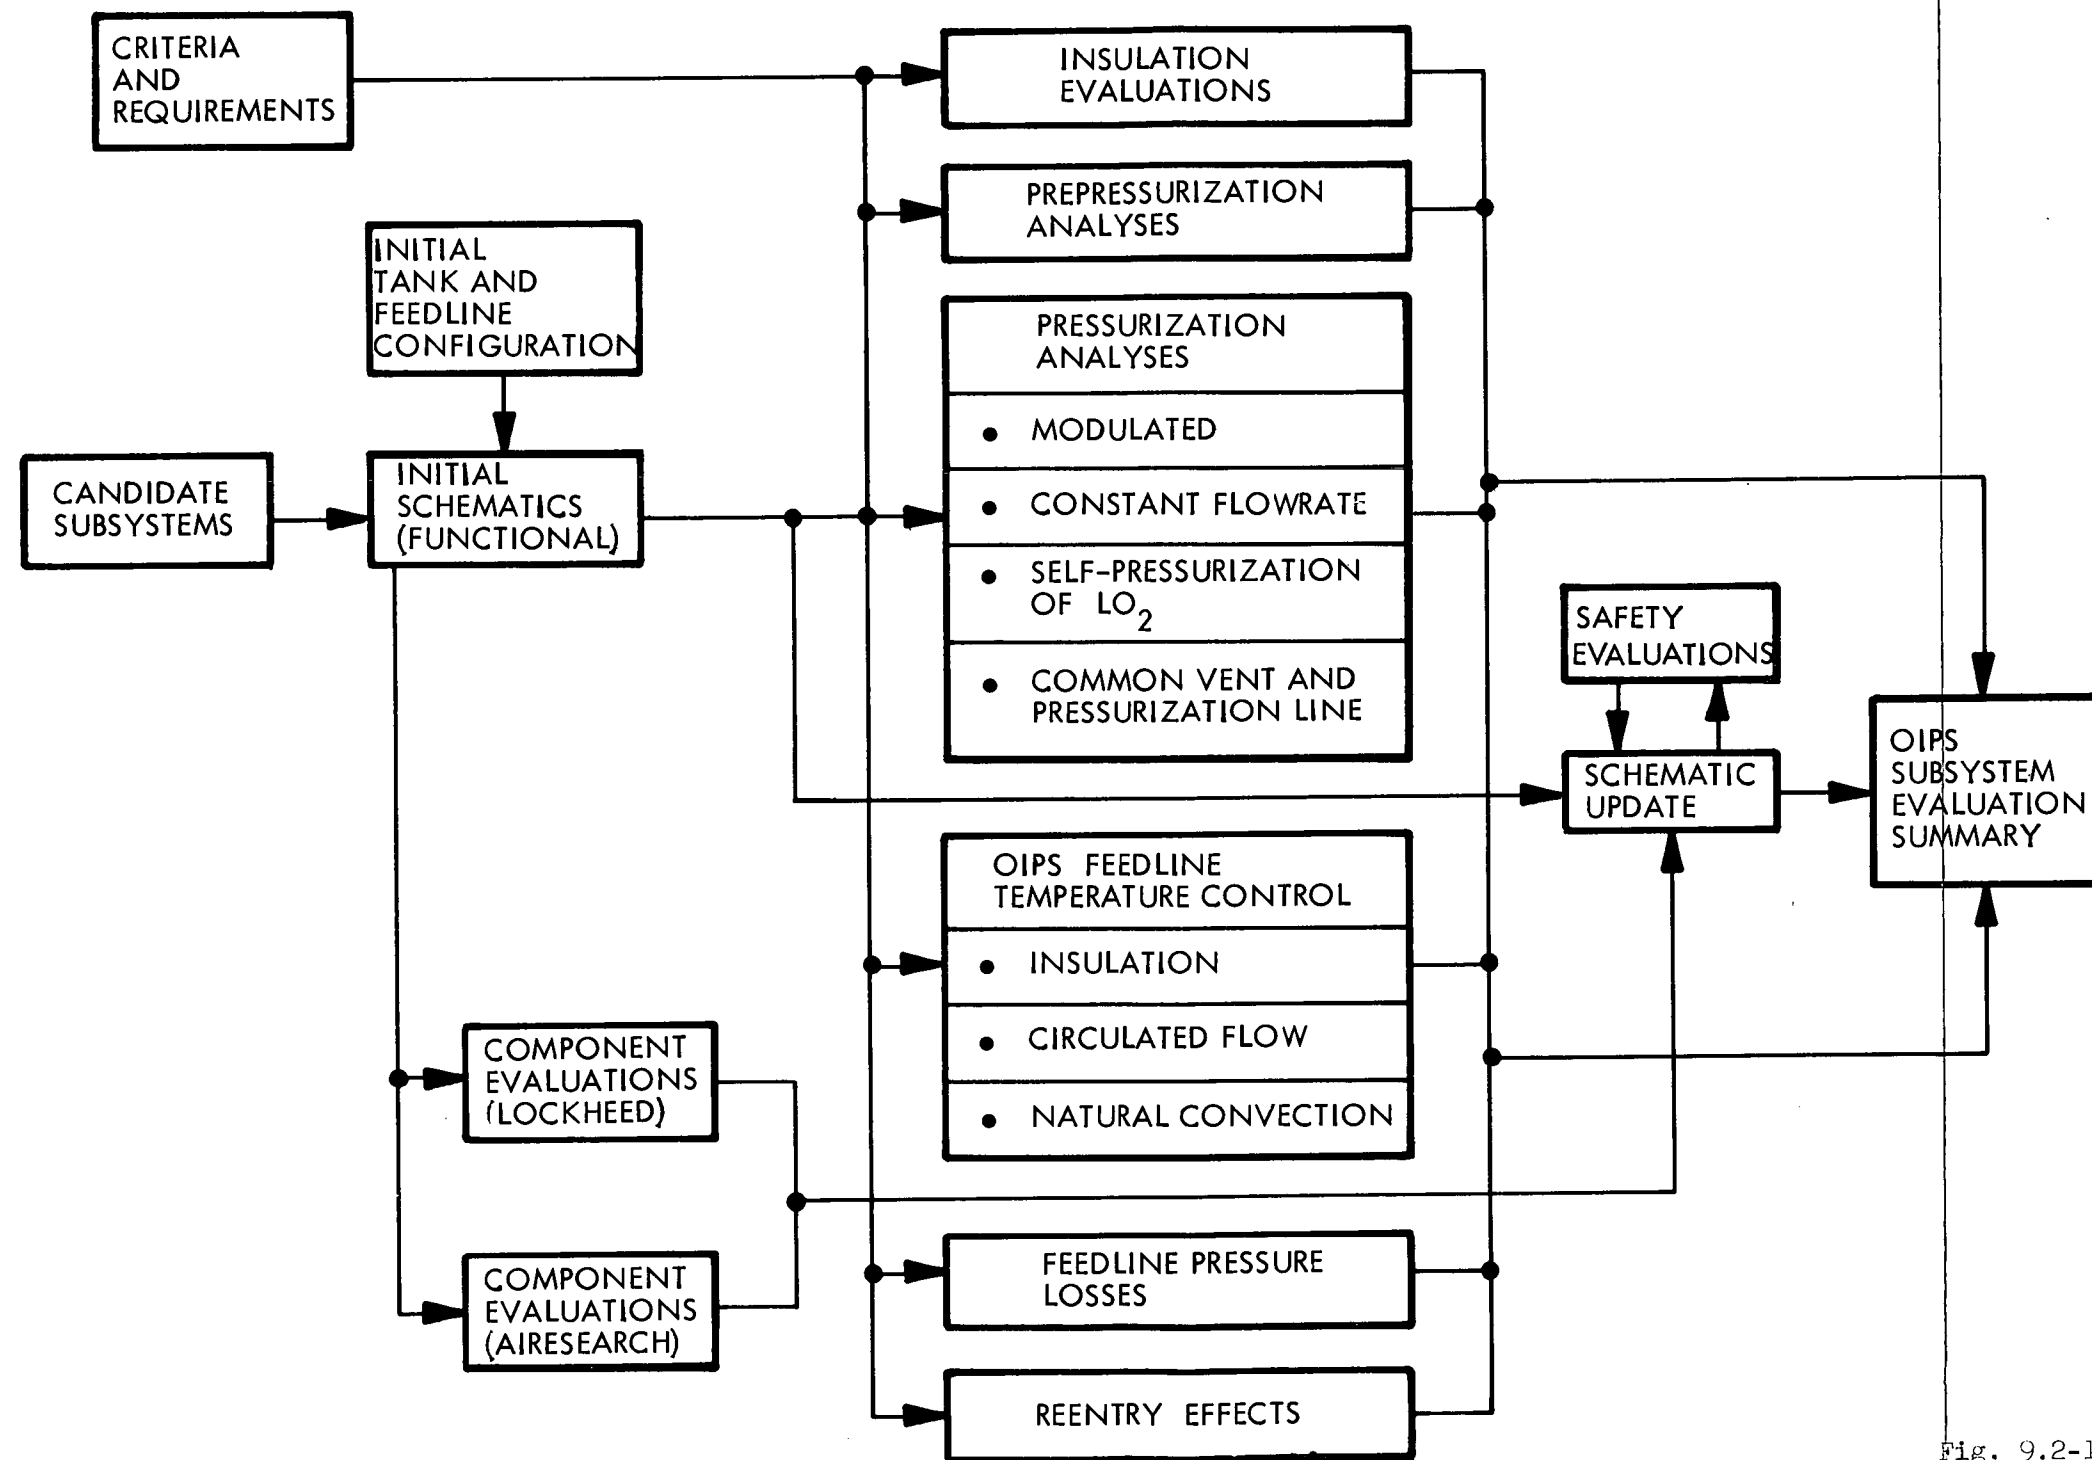 CRITERIA
AND
REQUIREMENTS
INITIAL
TANK AND
FEEDLINE
CONFIGURATION
CANDIDATE
SUBSYSTEMS
INITIAL
SCHEMATICS
(FUNCTIONAL)
COMPONENT
EVALUATIONS
(LOCKHEED)
COMPONENT
EVALUATIONS
(AIRESEARCH)
INSULATION
EVALUATIONS
PREPRESSURIZATION
ANALYSES
PRESSURIZATION
ANALYSES
• MODULATED
• CONSTANT FLOWRATE
• SELF-PRESSURIZATION
OF LO2
• COMMON VENT AND
PRESSURIZATION LINE
OIPS FEEDLINE
TEMPERATURE CONTROL
• INSULATION
• CIRCULATED FLOW
• NATURAL CONVECTION
FEEDLINE PRESSURE
LOSSES
REENTRY EFFECTS
SAFETY
EVALUATIONS
SCHEMATIC
UPDATE
OIPS
SUBSYSTEM
EVALUATION
SUMMARY
Fig. 9.2-1